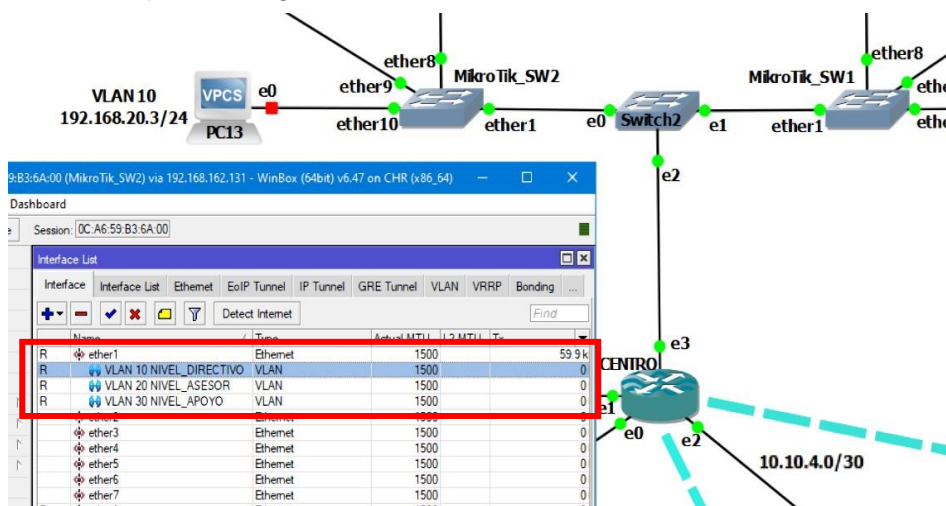 ether8
ether9
MikroTik_SW2
ether8
MikroTik_SW1
VLAN 10
192.168.20.3/24
VPCS
e0
PC13
ether10
ether1
e0
Switch2
e1
ether1
e2
:6A:00 (MikroTik_SW2) via 192.168.162.131 - WinBox (64bit) v6.47 on CHR (x86_64)
Dashboard
Session: 0C:A6:59:B3:6A:00
Interface List
Interface Interface List Ethernet EoIP Tunnel IP Tunnel GRE Tunnel VLAN VRRP Bonding ...
Detect Internet Find
Name Type Actual MTU L2 MTU Tx
R ether1 Ethernet 1500 59.9 k
R VLAN 10 NIVEL_DIRECTIVO VLAN 1500 0
R VLAN 20 NIVEL_ASESOR VLAN 1500 0
R VLAN 30 NIVEL_APOYO VLAN 1500 0
ether3 Ethernet 1500 0
ether4 Ethernet 1500 0
ether5 Ethernet 1500 0
ether6 Ethernet 1500 0
ether7 Ethernet 1500 0
e3
CENTRO
e1
e0
e2
10.10.4.0/30